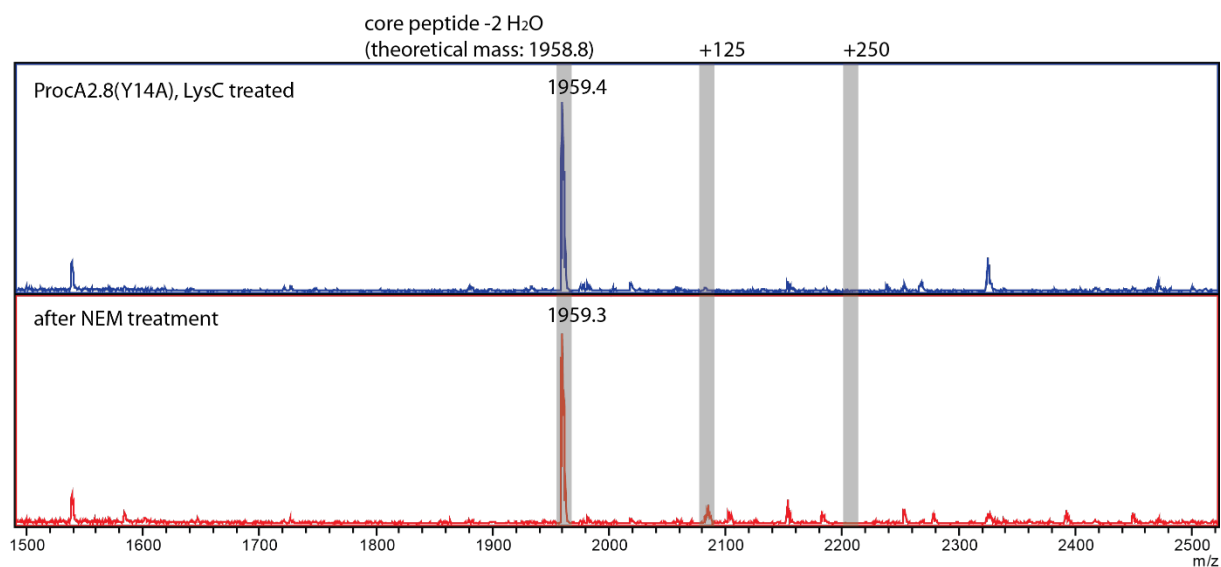 core peptide -2 H₂O
(theoretical mass: 1958.8) +125 +250
ProcA2.8(Y14A), LysC treated 1959.4
after NEM treatment 1959.3
1500 1600 1700 1800 1900 2000 2100 2200 2300 2400 2500
m/z